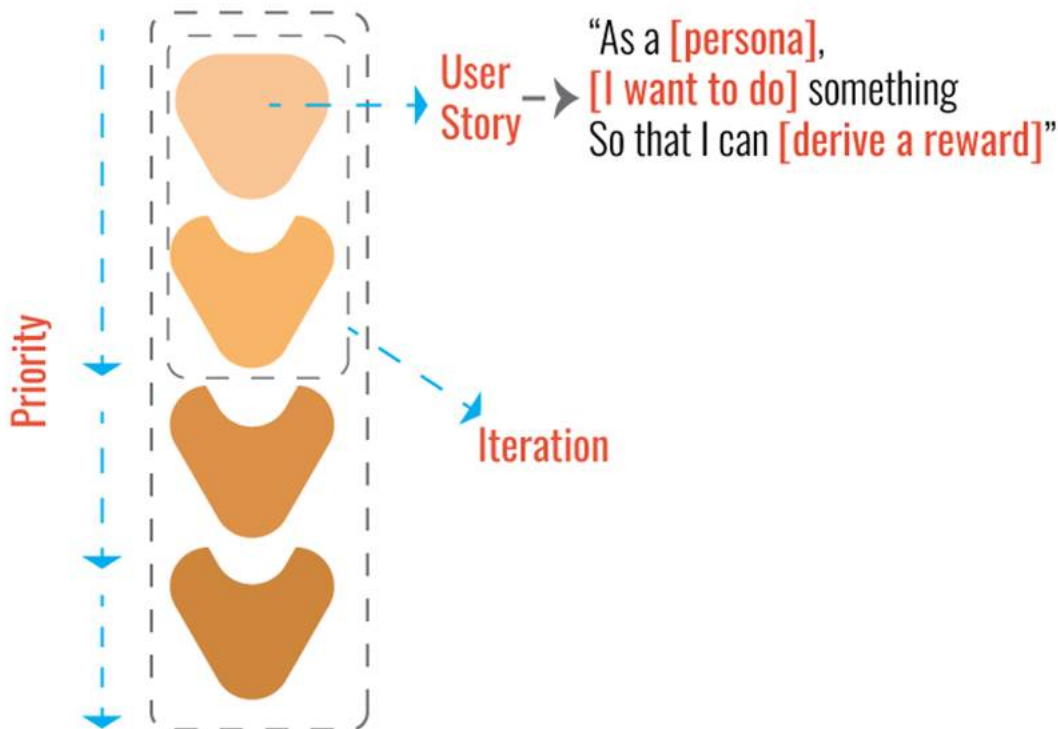 “As a [persona],
[I want to do] something
So that I can [derive a reward]”
User
Story
Priority
Iteration